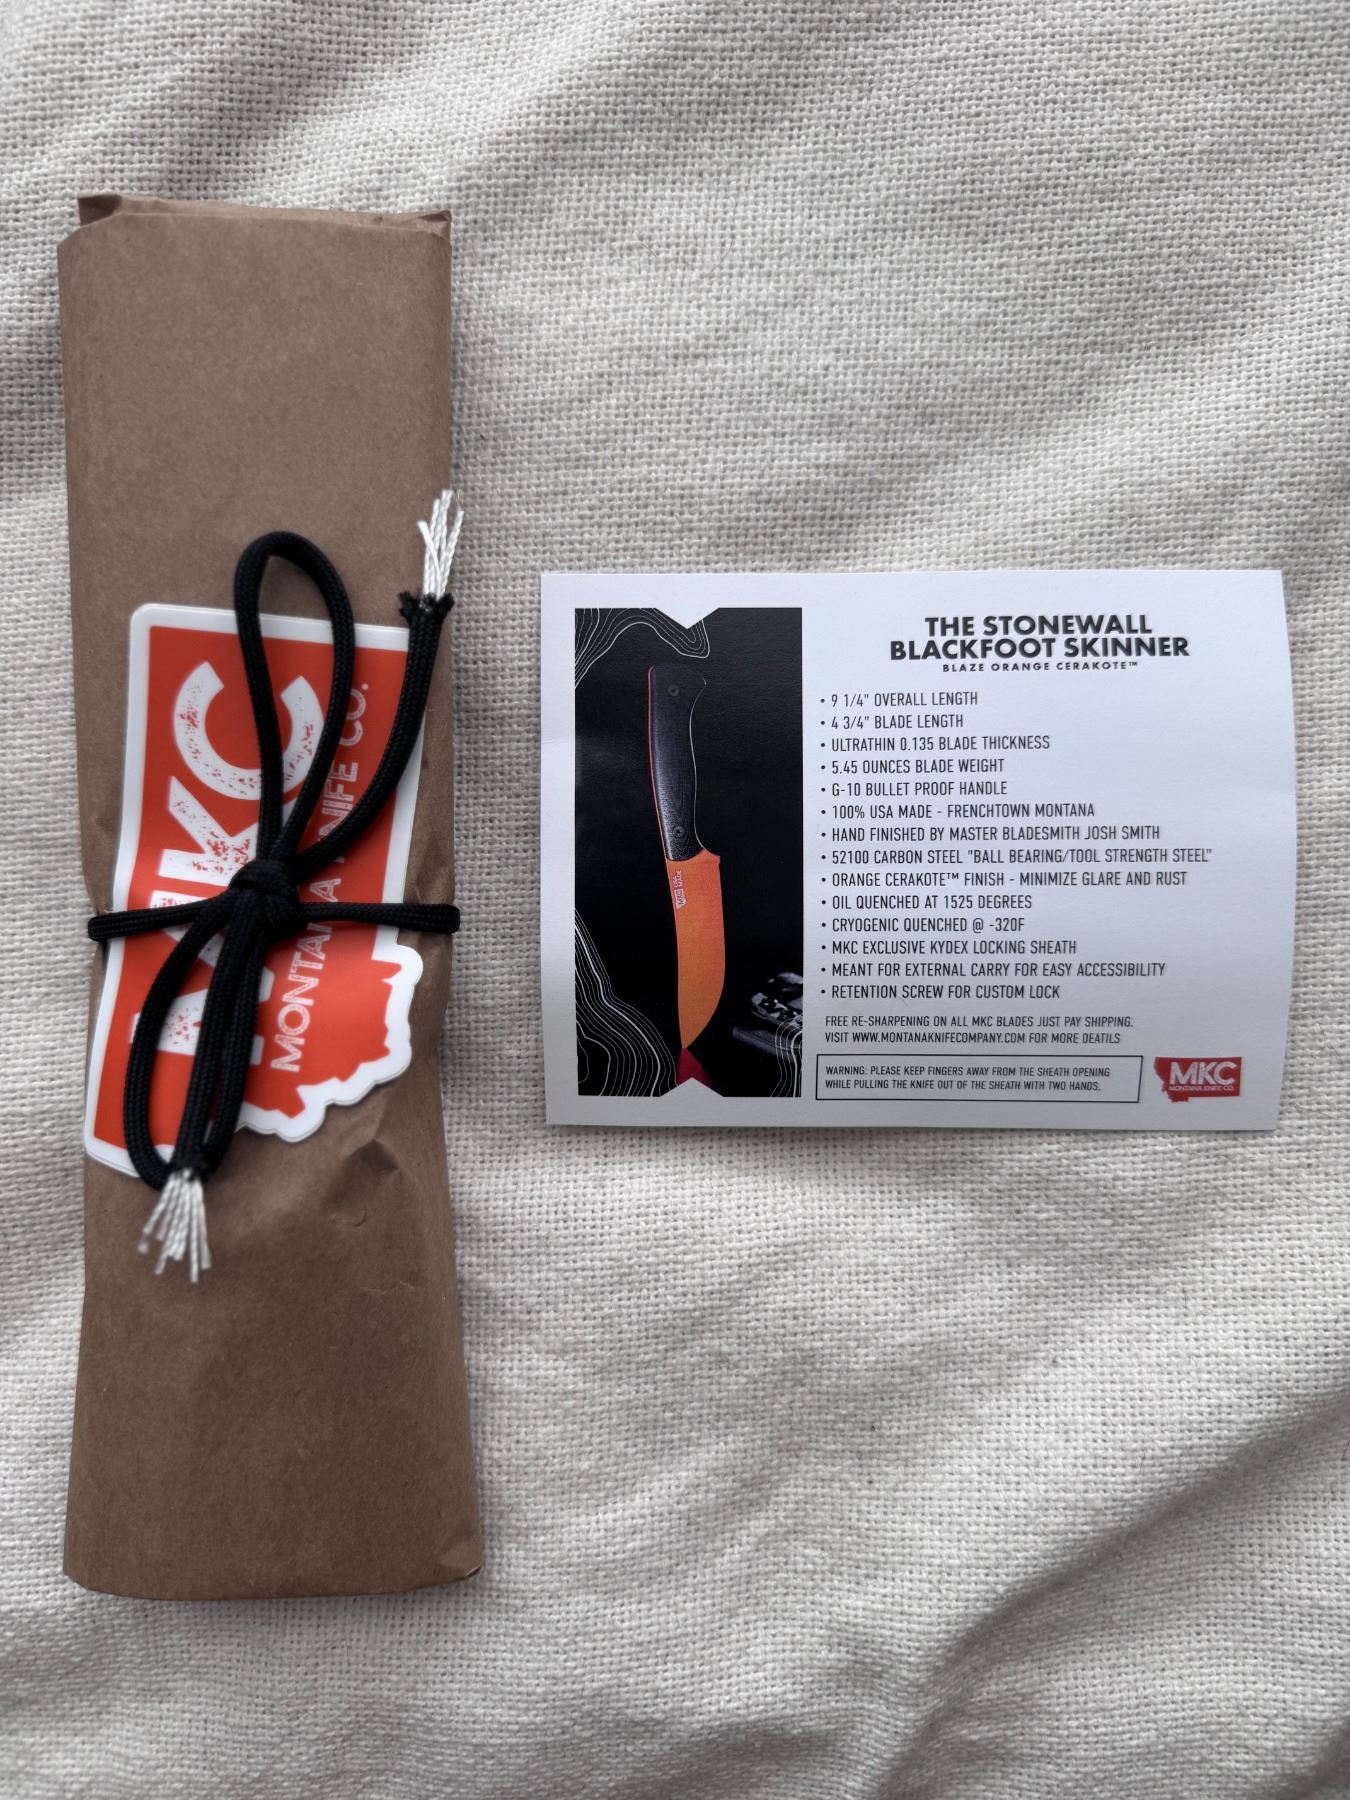 MKC
MONTANA KNIFE CO.
THE STONEWALL
BLACKFOOT SKINNER
BLAZE ORANGE CERAKOTE™
• 9 1/4" OVERALL LENGTH
• 4 3/4" BLADE LENGTH
• ULTRATHIN 0.135 BLADE THICKNESS
• 5.45 OUNCES BLADE WEIGHT
• G-10 BULLET PROOF HANDLE
• 100% USA MADE - FRENCHTOWN MONTANA
• HAND FINISHED BY MASTER BLADESMITH JOSH SMITH
• 52100 CARBON STEEL "BALL BEARING/TOOL STRENGTH STEEL"
• ORANGE CERAKOTE™ FINISH - MINIMIZE GLARE AND RUST
• OIL QUENCHED AT 1525 DEGREES
• CRYOGENIC QUENCHED @ -320F
• MKC EXCLUSIVE KYDEX LOCKING SHEATH
• MEANT FOR EXTERNAL CARRY FOR EASY ACCESSIBILITY
• RETENTION SCREW FOR CUSTOM LOCK
FREE RE-SHARPENING ON ALL MKC BLADES JUST PAY SHIPPING.
VISIT WWW.MONTANAKNIFECOMPANY.COM FOR MORE DEATILS
WARNING: PLEASE KEEP FINGERS AWAY FROM THE SHEATH OPENING
WHILE PULLING THE KNIFE OUT OF THE SHEATH WITH TWO HANDS.
MKC
MONTANA KNIFE CO.
MKC
USA
MADE